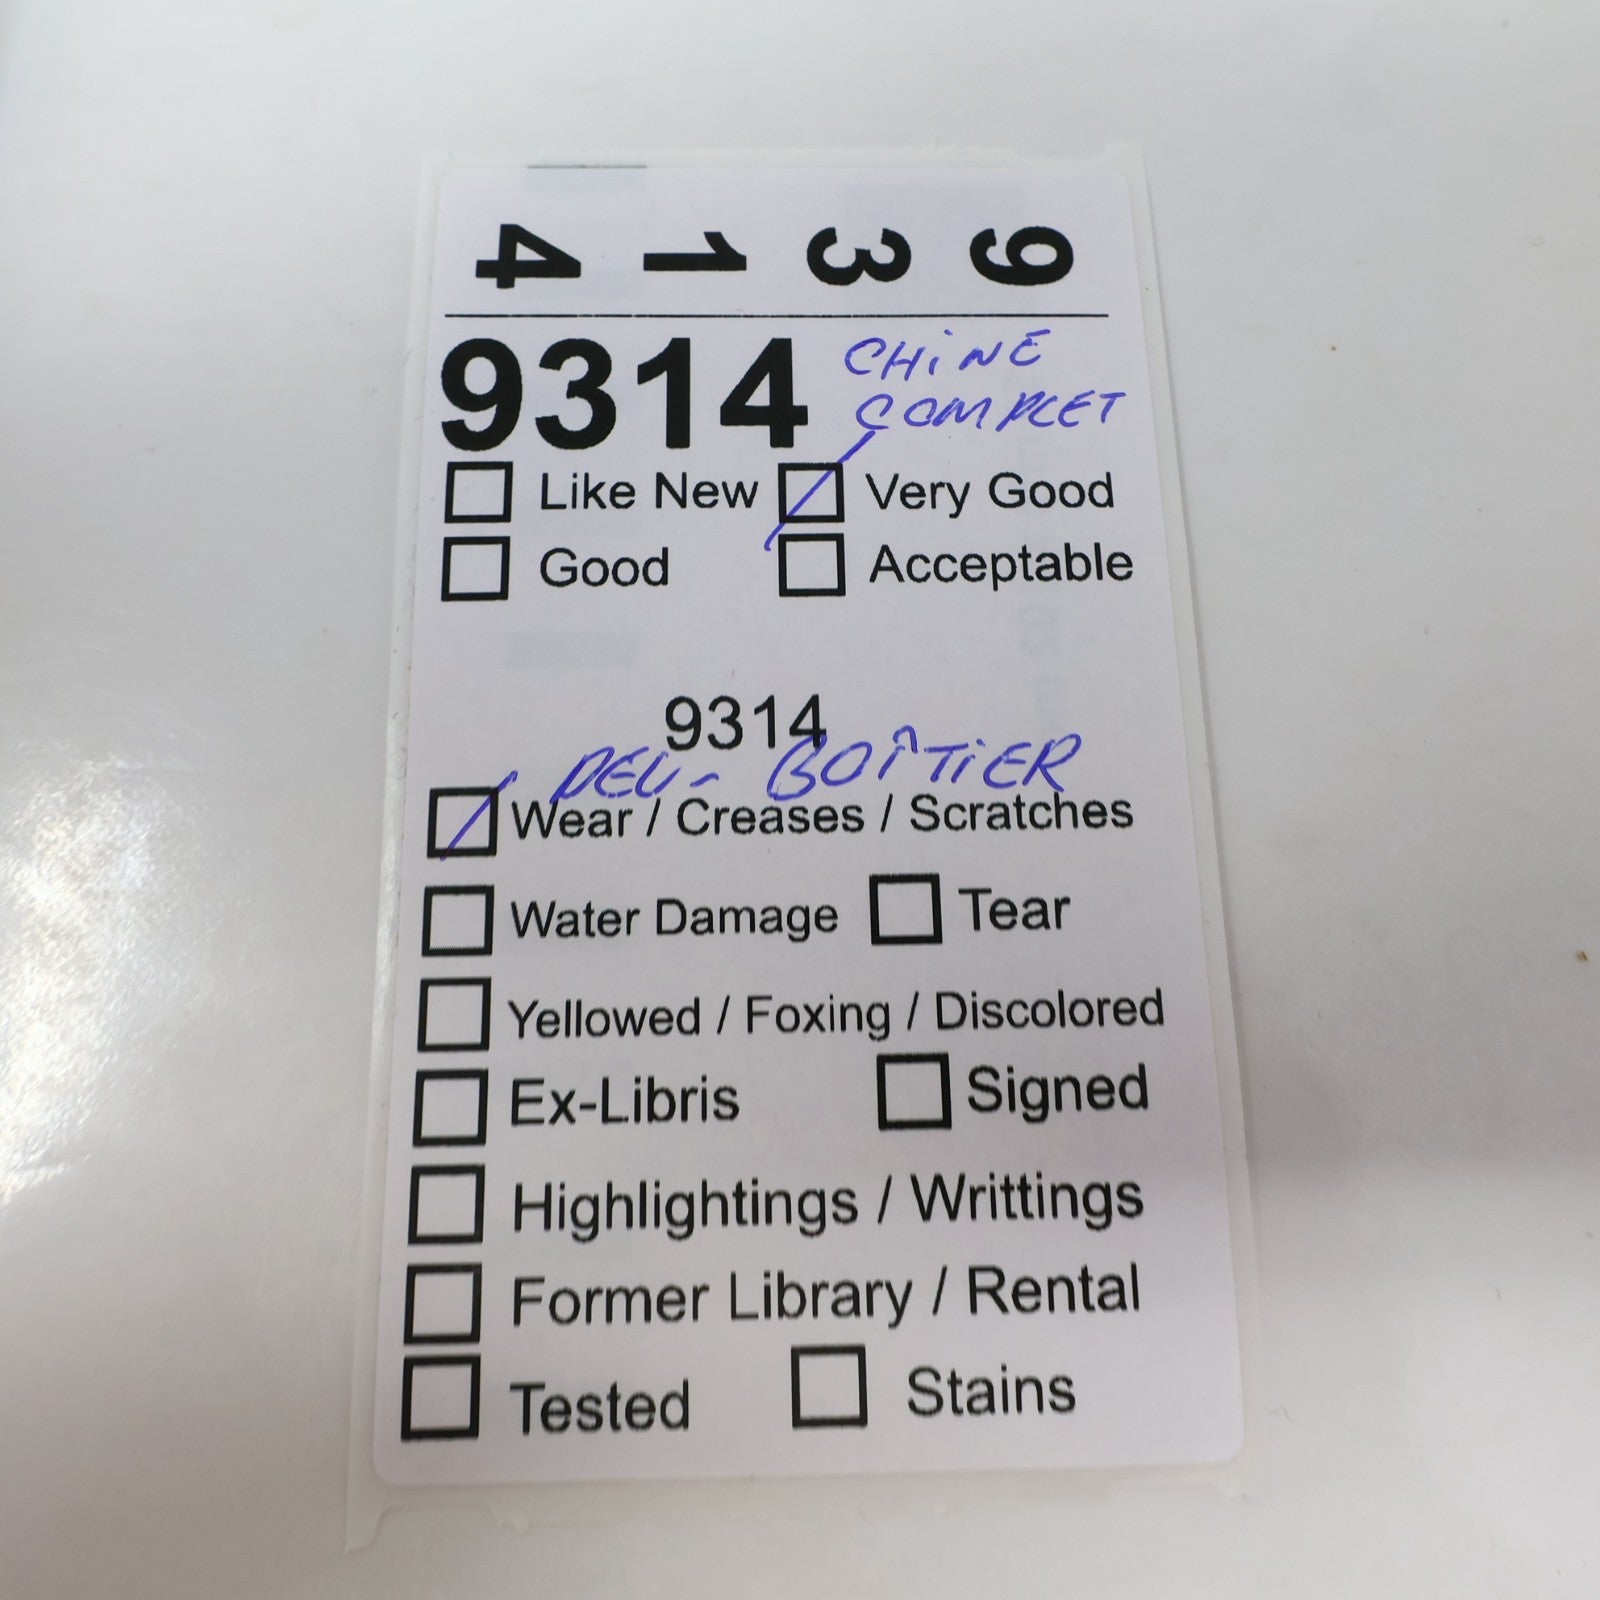 9 3 1 4
9314 CHINE
COMPLET
Like New Very Good
Good Acceptable
9314
BOÎTIER
Wear / Creases / Scratches
Water Damage Tear
Yellowed / Foxing / Discolored
Ex-Libris Signed
Highlightings / Writtings
Former Library / Rental
Tested Stains